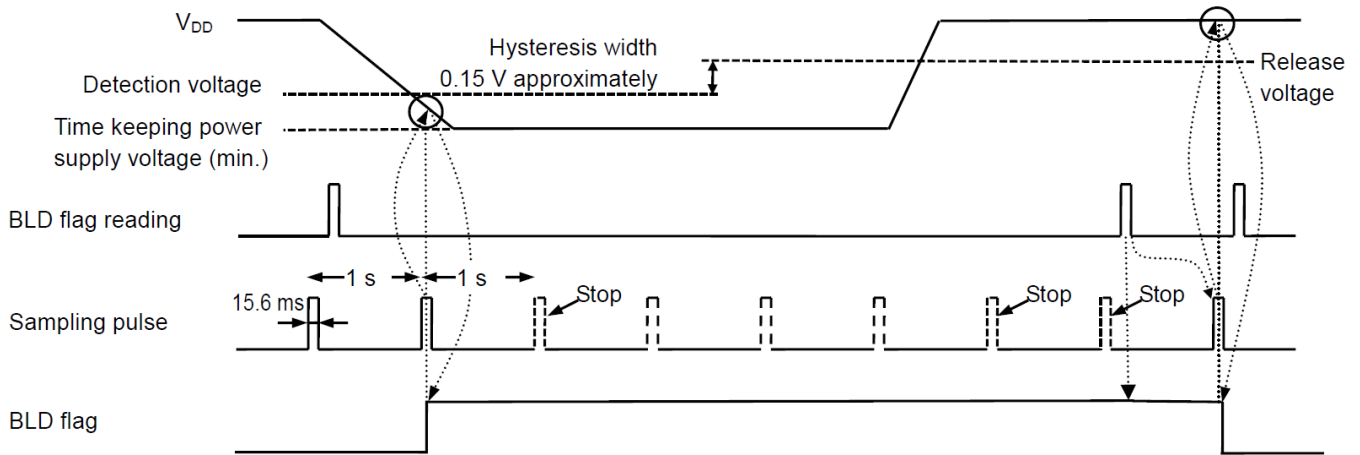 VDD
Hysteresis width
0.15 V approximately
Release
voltage
Detection voltage
Time keeping power
supply voltage (min.)
BLD flag reading
1 s
1 s
15.6 ms
Stop
Stop
Stop
Sampling pulse
BLD flag